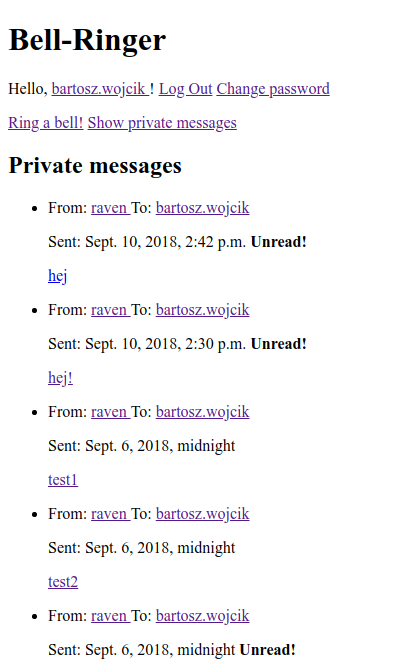 Bell-Ringer
Hello, bartosz.wojcik ! Log Out Change password
Ring a bell! Show private messages
Private messages
From: raven To: bartosz.wojcik
Sent: Sept. 10, 2018, 2:42 p.m. Unread!
hej
From: raven To: bartosz.wojcik
Sent: Sept. 10, 2018, 2:30 p.m. Unread!
hej!
From: raven To: bartosz.wojcik
Sent: Sept. 6, 2018, midnight
test1
From: raven To: bartosz.wojcik
Sent: Sept. 6, 2018, midnight
test2
From: raven To: bartosz.wojcik
Sent: Sept. 6, 2018, midnight Unread!